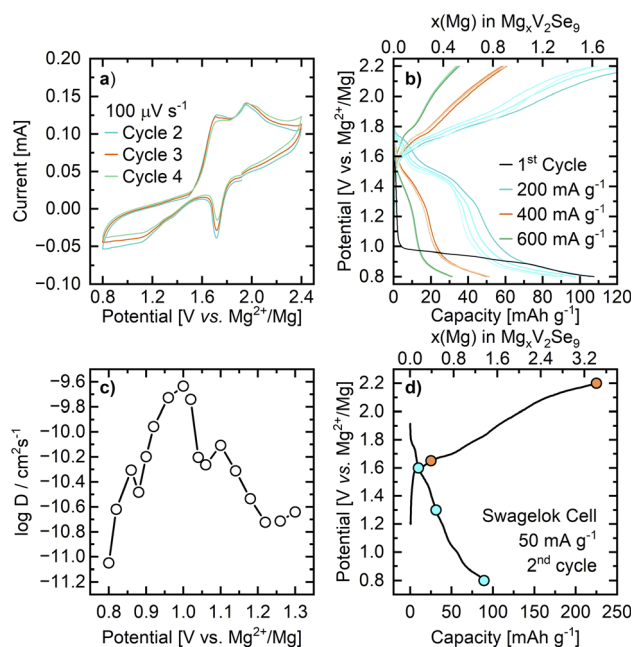 x(Mg) in MgxV2Se9
0.0 0.4 0.8 1.2 1.6
a)
100 μV s⁻¹
Cycle 2
Cycle 3
Cycle 4
0.20
0.15
0.10
0.05
0.00
−0.05
−0.10
Current [mA]
0.8 1.2 1.6 2.0 2.4
Potential [V vs. Mg²⁺/Mg]
b)
2.2
2.0
1.8
1.6
1.4
1.2
1.0
0.8
Potential [V vs. Mg²⁺/Mg]
1ˢᵗ Cycle
200 mA g⁻¹
400 mA g⁻¹
600 mA g⁻¹
0 20 40 60 80 100 120
Capacity [mAh g⁻¹]
c)
−9.6
−9.8
−10.0
−10.2
−10.4
−10.6
−10.8
−11.0
−11.2
log D / cm²s⁻¹
0.8 0.9 1.0 1.1 1.2 1.3
Potential [V vs. Mg²⁺/Mg]
x(Mg) in MgxV2Se9
0.0 0.6 1.2 1.8 2.4 3.0
d)
2.2
2.0
1.8
1.6
1.4
1.2
1.0
0.8
Potential [V vs. Mg²⁺/Mg]
Swagelok Cell
50 mA g⁻¹
2ⁿᵈ cycle
0 50 100 150 200 250
Capacity [mAh g⁻¹]